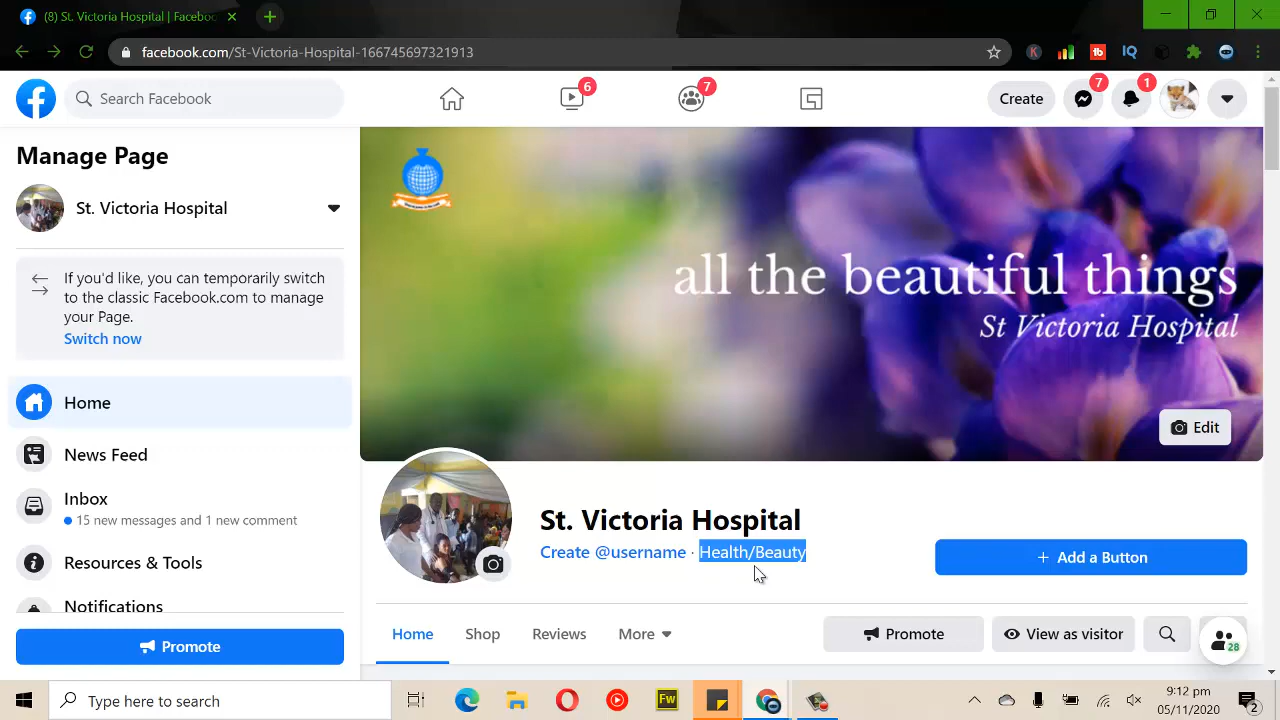 (8) St. Victoria Hospital | Faceboo
facebook.com/St-Victoria-Hospital-166745697321913
Search Facebook
6
7
Create
7
1
Manage Page
St. Victoria Hospital
If you'd like, you can temporarily switch
to the classic Facebook.com to manage
your Page.
Switch now
Home
News Feed
Inbox
15 new messages and 1 new comment
Resources & Tools
Notifications
Promote
all the beautiful things
St Victoria Hospital
Edit
St. Victoria Hospital
Create @username · Health/Beauty
+ Add a Button
Home
Shop
Reviews
More
Promote
View as visitor
28
Type here to search
Fw
9:12 pm
05/11/2020
2